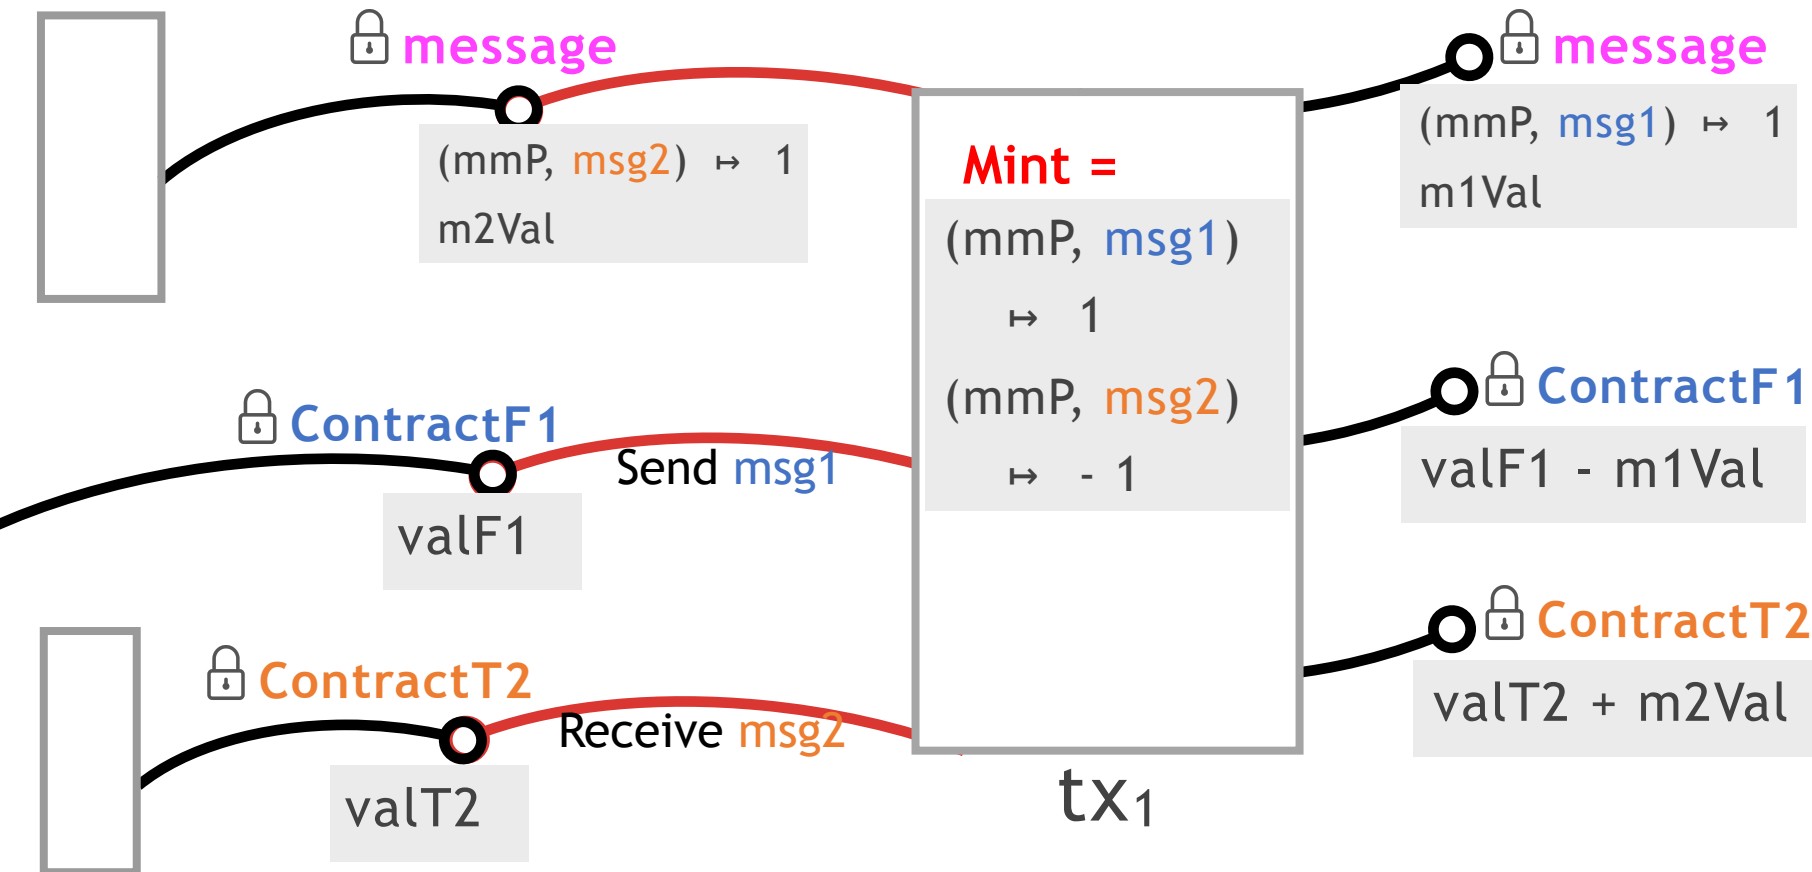 message
(mmP, msg2) ↦ 1
m2Val
ContractF1
Send msg1
valF1
ContractT2
Receive msg2
valT2
Mint =
(mmP, msg1)
↦ 1
(mmP, msg2)
↦ - 1
tx₁
message
(mmP, msg1) ↦ 1
m1Val
ContractF1
valF1 - m1Val
ContractT2
valT2 + m2Val